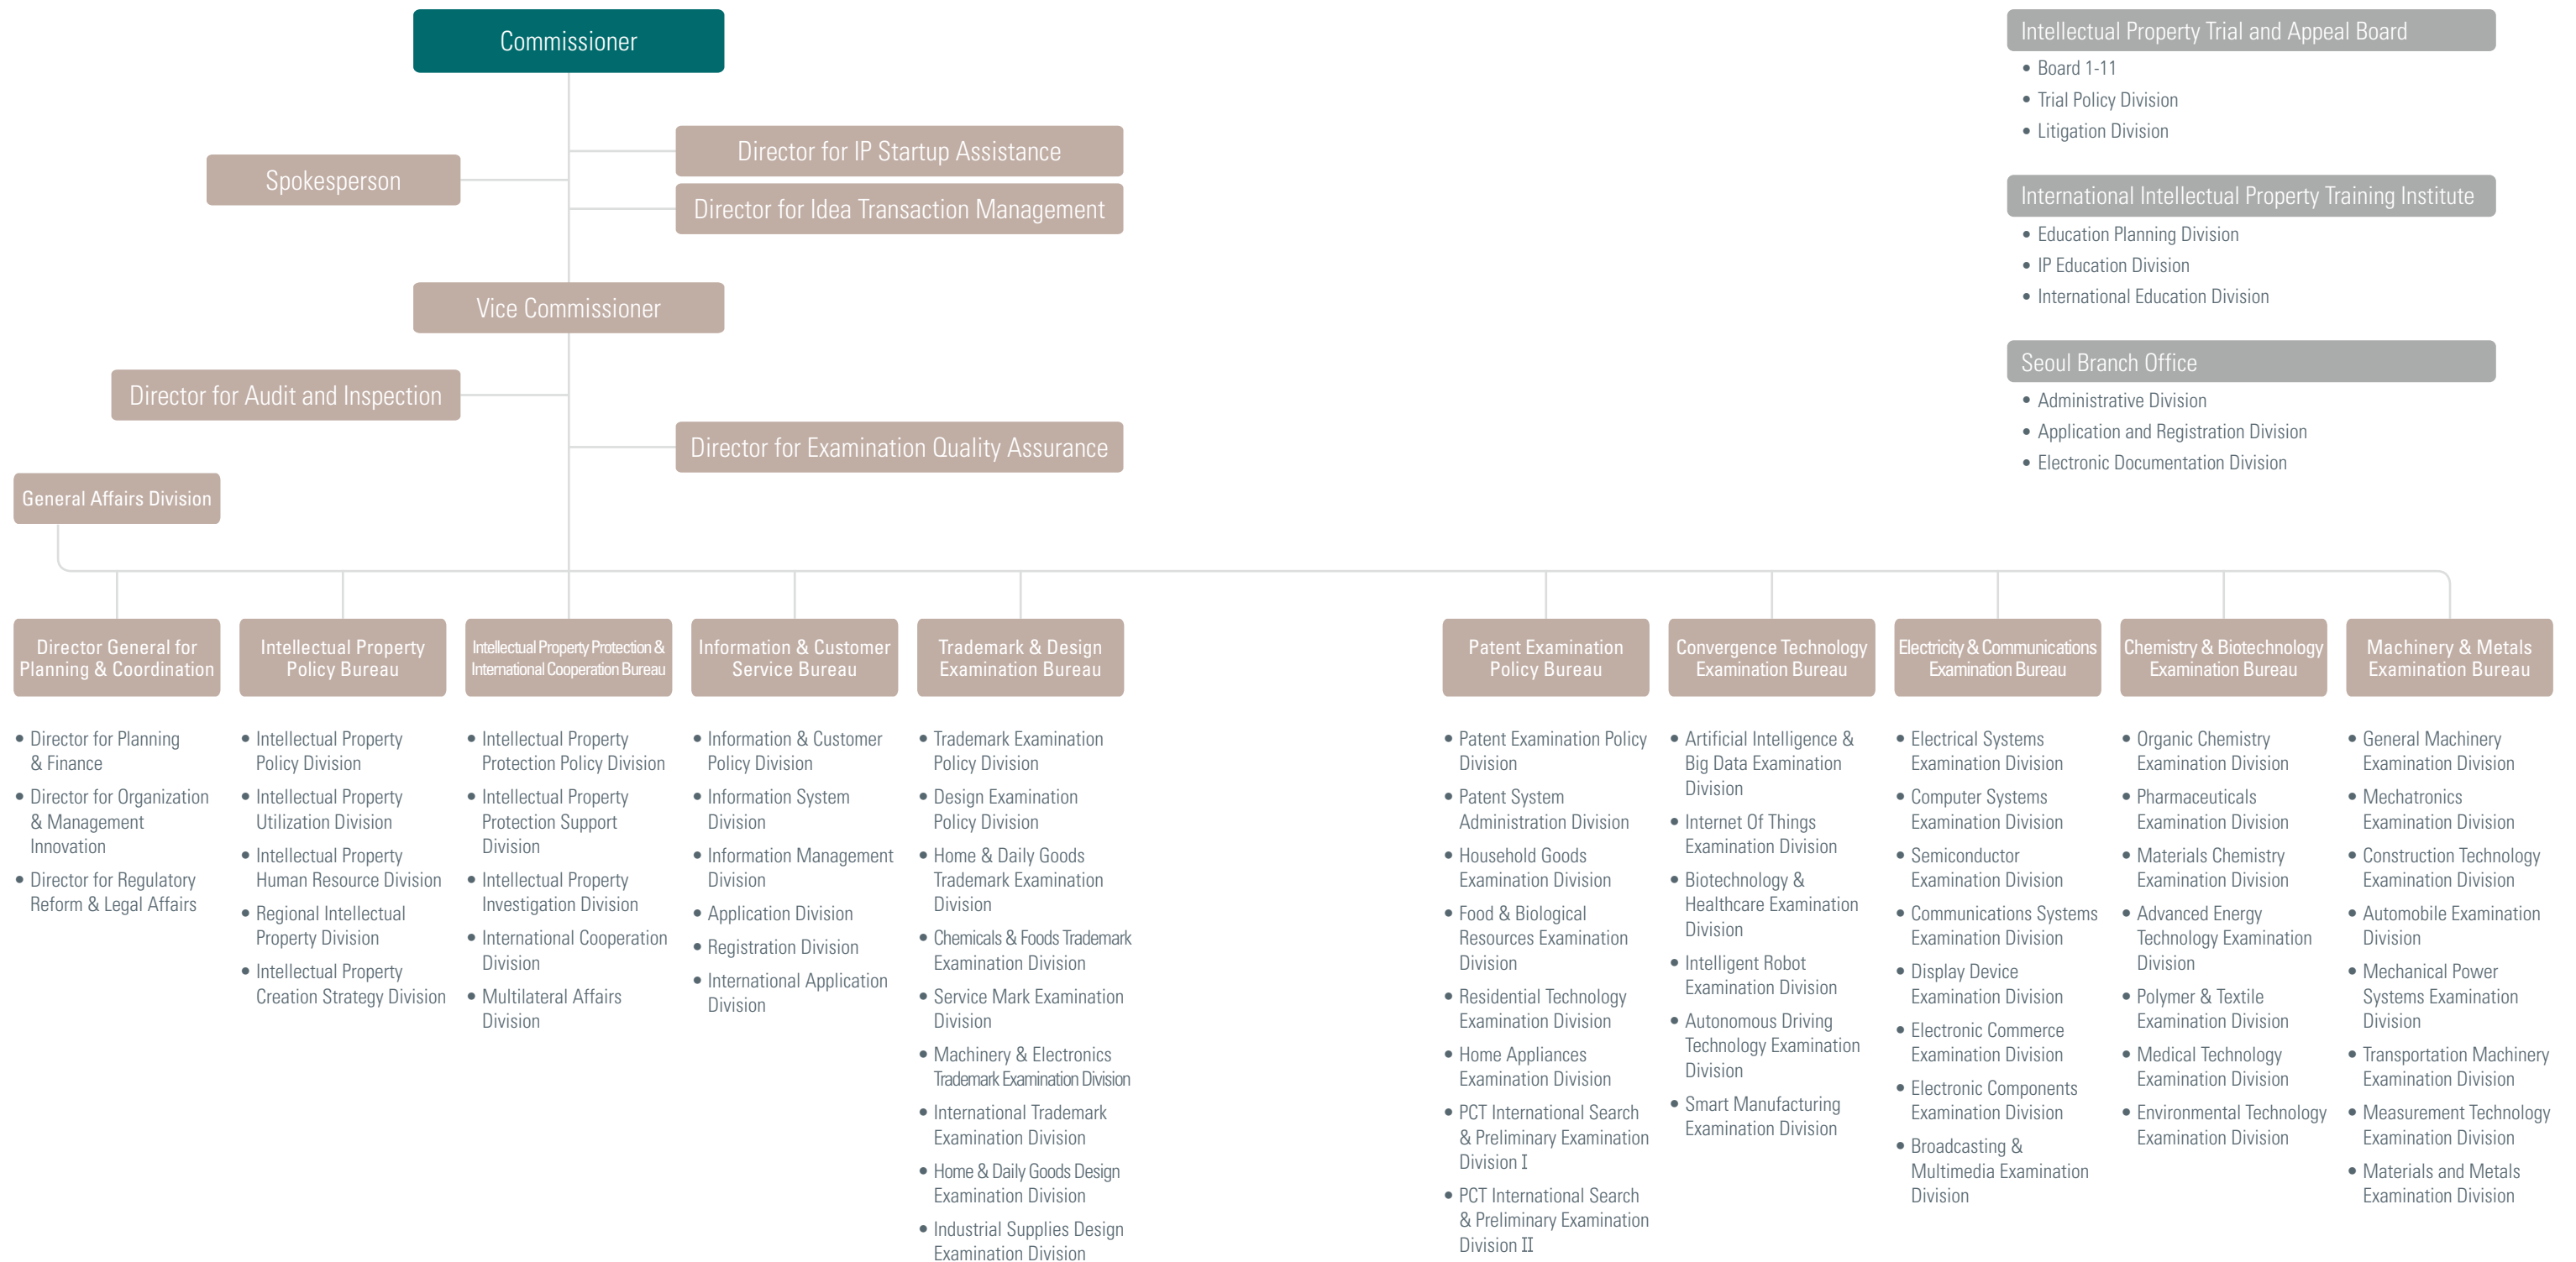 Commissioner
Director for IP Startup Assistance
Spokesperson
Director for Idea Transaction Management
Vice Commissioner
Director for Audit and Inspection
Director for Examination Quality Assurance
General Affairs Division
Intellectual Property Trial and Appeal Board
• Board 1-11
• Trial Policy Division
• Litigation Division
International Intellectual Property Training Institute
• Education Planning Division
• IP Education Division
• International Education Division
Seoul Branch Office
• Administrative Division
• Application and Registration Division
• Electronic Documentation Division
Director General for
Planning & Coordination
• Director for Planning
& Finance
• Director for Organization
& Management
Innovation
• Director for Regulatory
Reform & Legal Affairs
Intellectual Property
Policy Bureau
• Intellectual Property
Policy Division
• Intellectual Property
Utilization Division
• Intellectual Property
Human Resource Division
• Regional Intellectual
Property Division
• Intellectual Property
Creation Strategy Division
Intellectual Property Protection &
International Cooperation Bureau
• Intellectual Property
Protection Policy Division
• Intellectual Property
Protection Support
Division
• Intellectual Property
Investigation Division
• International Cooperation
Division
• Multilateral Affairs
Division
Information & Customer
Service Bureau
• Information & Customer
Policy Division
• Information System
Division
• Information Management
Division
• Application Division
• Registration Division
• International Application
Division
Trademark & Design
Examination Bureau
• Trademark Examination
Policy Division
• Design Examination
Policy Division
• Home & Daily Goods
Trademark Examination
Division
• Chemicals & Foods Trademark
Examination Division
• Service Mark Examination
Division
• Machinery & Electronics
Trademark Examination Division
• International Trademark
Examination Division
• Home & Daily Goods Design
Examination Division
• Industrial Supplies Design
Examination Division
Patent Examination
Policy Bureau
• Patent Examination Policy
Division
• Patent System
Administration Division
• Household Goods
Examination Division
• Food & Biological
Resources Examination
Division
• Residential Technology
Examination Division
• Home Appliances
Examination Division
• PCT International Search
& Preliminary Examination
Division I
• PCT International Search
& Preliminary Examination
Division II
Convergence Technology
Examination Bureau
• Artificial Intelligence &
Big Data Examination
Division
• Internet Of Things
Examination Division
• Biotechnology &
Healthcare Examination
Division
• Intelligent Robot
Examination Division
• Autonomous Driving
Technology Examination
Division
• Smart Manufacturing
Examination Division
Electricity & Communications
Examination Bureau
• Electrical Systems
Examination Division
• Computer Systems
Examination Division
• Semiconductor
Examination Division
• Communications Systems
Examination Division
• Display Device
Examination Division
• Electronic Commerce
Examination Division
• Electronic Components
Examination Division
• Broadcasting &
Multimedia Examination
Division
Chemistry & Biotechnology
Examination Bureau
• Organic Chemistry
Examination Division
• Pharmaceuticals
Examination Division
• Materials Chemistry
Examination Division
• Advanced Energy
Technology Examination
Division
• Polymer & Textile
Examination Division
• Medical Technology
Examination Division
• Environmental Technology
Examination Division
Machinery & Metals
Examination Bureau
• General Machinery
Examination Division
• Mechatronics
Examination Division
• Construction Technology
Examination Division
• Automobile Examination
Division
• Mechanical Power
Systems Examination
Division
• Transportation Machinery
Examination Division
• Measurement Technology
Examination Division
• Materials and Metals
Examination Division